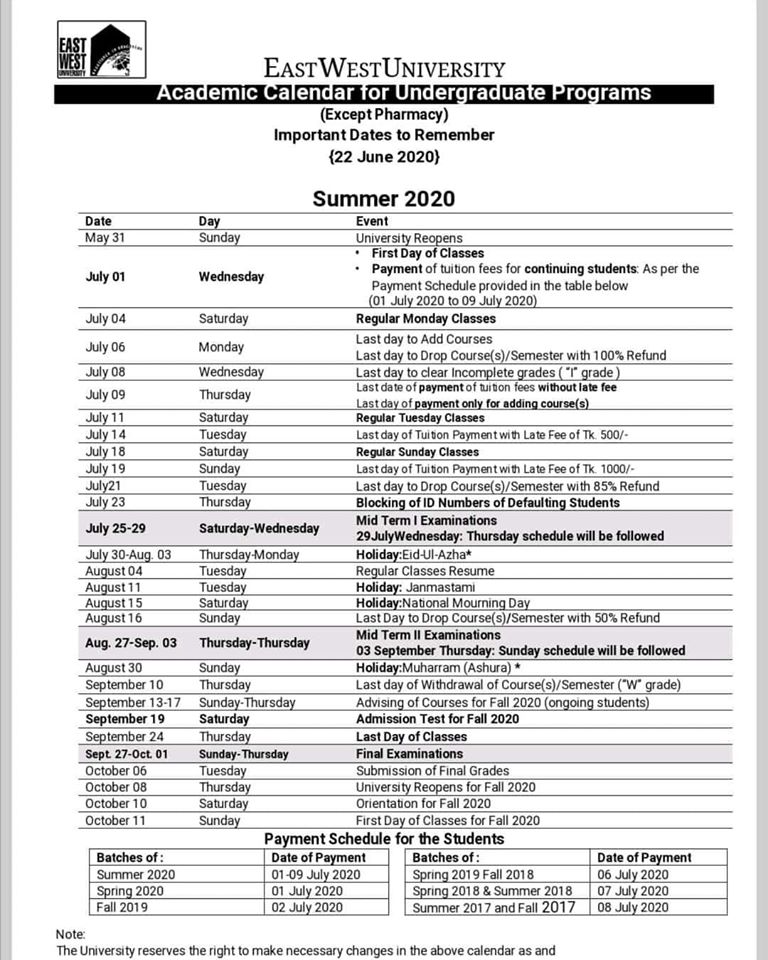 EAST
WEST
UNIVERSITY
EASTWESTUNIVERSITY
Academic Calendar for Undergraduate Programs
(Except Pharmacy)
Important Dates to Remember
{22 June 2020}
Summer 2020
Date Day Event
May 31 Sunday University Reopens
July 01 Wednesday • First Day of Classes
• Payment of tuition fees for continuing students: As per the
Payment Schedule provided in the table below
(01 July 2020 to 09 July 2020)
July 04 Saturday Regular Monday Classes
July 06 Monday Last day to Add Courses
Last day to Drop Course(s)/Semester with 100% Refund
July 08 Wednesday Last day to clear Incomplete grades ( “I” grade )
July 09 Thursday Last date of payment of tuition fees without late fee
Last day of payment only for adding course(s)
July 11 Saturday Regular Tuesday Classes
July 14 Tuesday Last day of Tuition Payment with Late Fee of Tk. 500/-
July 18 Saturday Regular Sunday Classes
July 19 Sunday Last day of Tuition Payment with Late Fee of Tk. 1000/-
July21 Tuesday Last day to Drop Course(s)/Semester with 85% Refund
July 23 Thursday Blocking of ID Numbers of Defaulting Students
July 25-29 Saturday-Wednesday Mid Term I Examinations
29JulyWednesday: Thursday schedule will be followed
July 30-Aug. 03 Thursday-Monday Holiday:Eid-Ul-Azha*
August 04 Tuesday Regular Classes Resume
August 11 Tuesday Holiday: Janmastami
August 15 Saturday Holiday:National Mourning Day
August 16 Sunday Last Day to Drop Course(s)/Semester with 50% Refund
Aug. 27-Sep. 03 Thursday-Thursday Mid Term II Examinations
03 September Thursday: Sunday schedule will be followed
August 30 Sunday Holiday:Muharram (Ashura) *
September 10 Thursday Last day of Withdrawal of Course(s)/Semester (“W” grade)
September 13-17 Sunday-Thursday Advising of Courses for Fall 2020 (ongoing students)
September 19 Saturday Admission Test for Fall 2020
September 24 Thursday Last Day of Classes
Sept. 27-Oct. 01 Sunday-Thursday Final Examinations
October 06 Tuesday Submission of Final Grades
October 08 Thursday University Reopens for Fall 2020
October 10 Saturday Orientation for Fall 2020
October 11 Sunday First Day of Classes for Fall 2020
Payment Schedule for the Students
Batches of : Date of Payment Batches of : Date of Payment
Summer 2020 01-09 July 2020 Spring 2019 Fall 2018 06 July 2020
Spring 2020 01 July 2020 Spring 2018 & Summer 2018 07 July 2020
Fall 2019 02 July 2020 Summer 2017 and Fall 2017 08 July 2020
Note:
The University reserves the right to make necessary changes in the above calendar as and